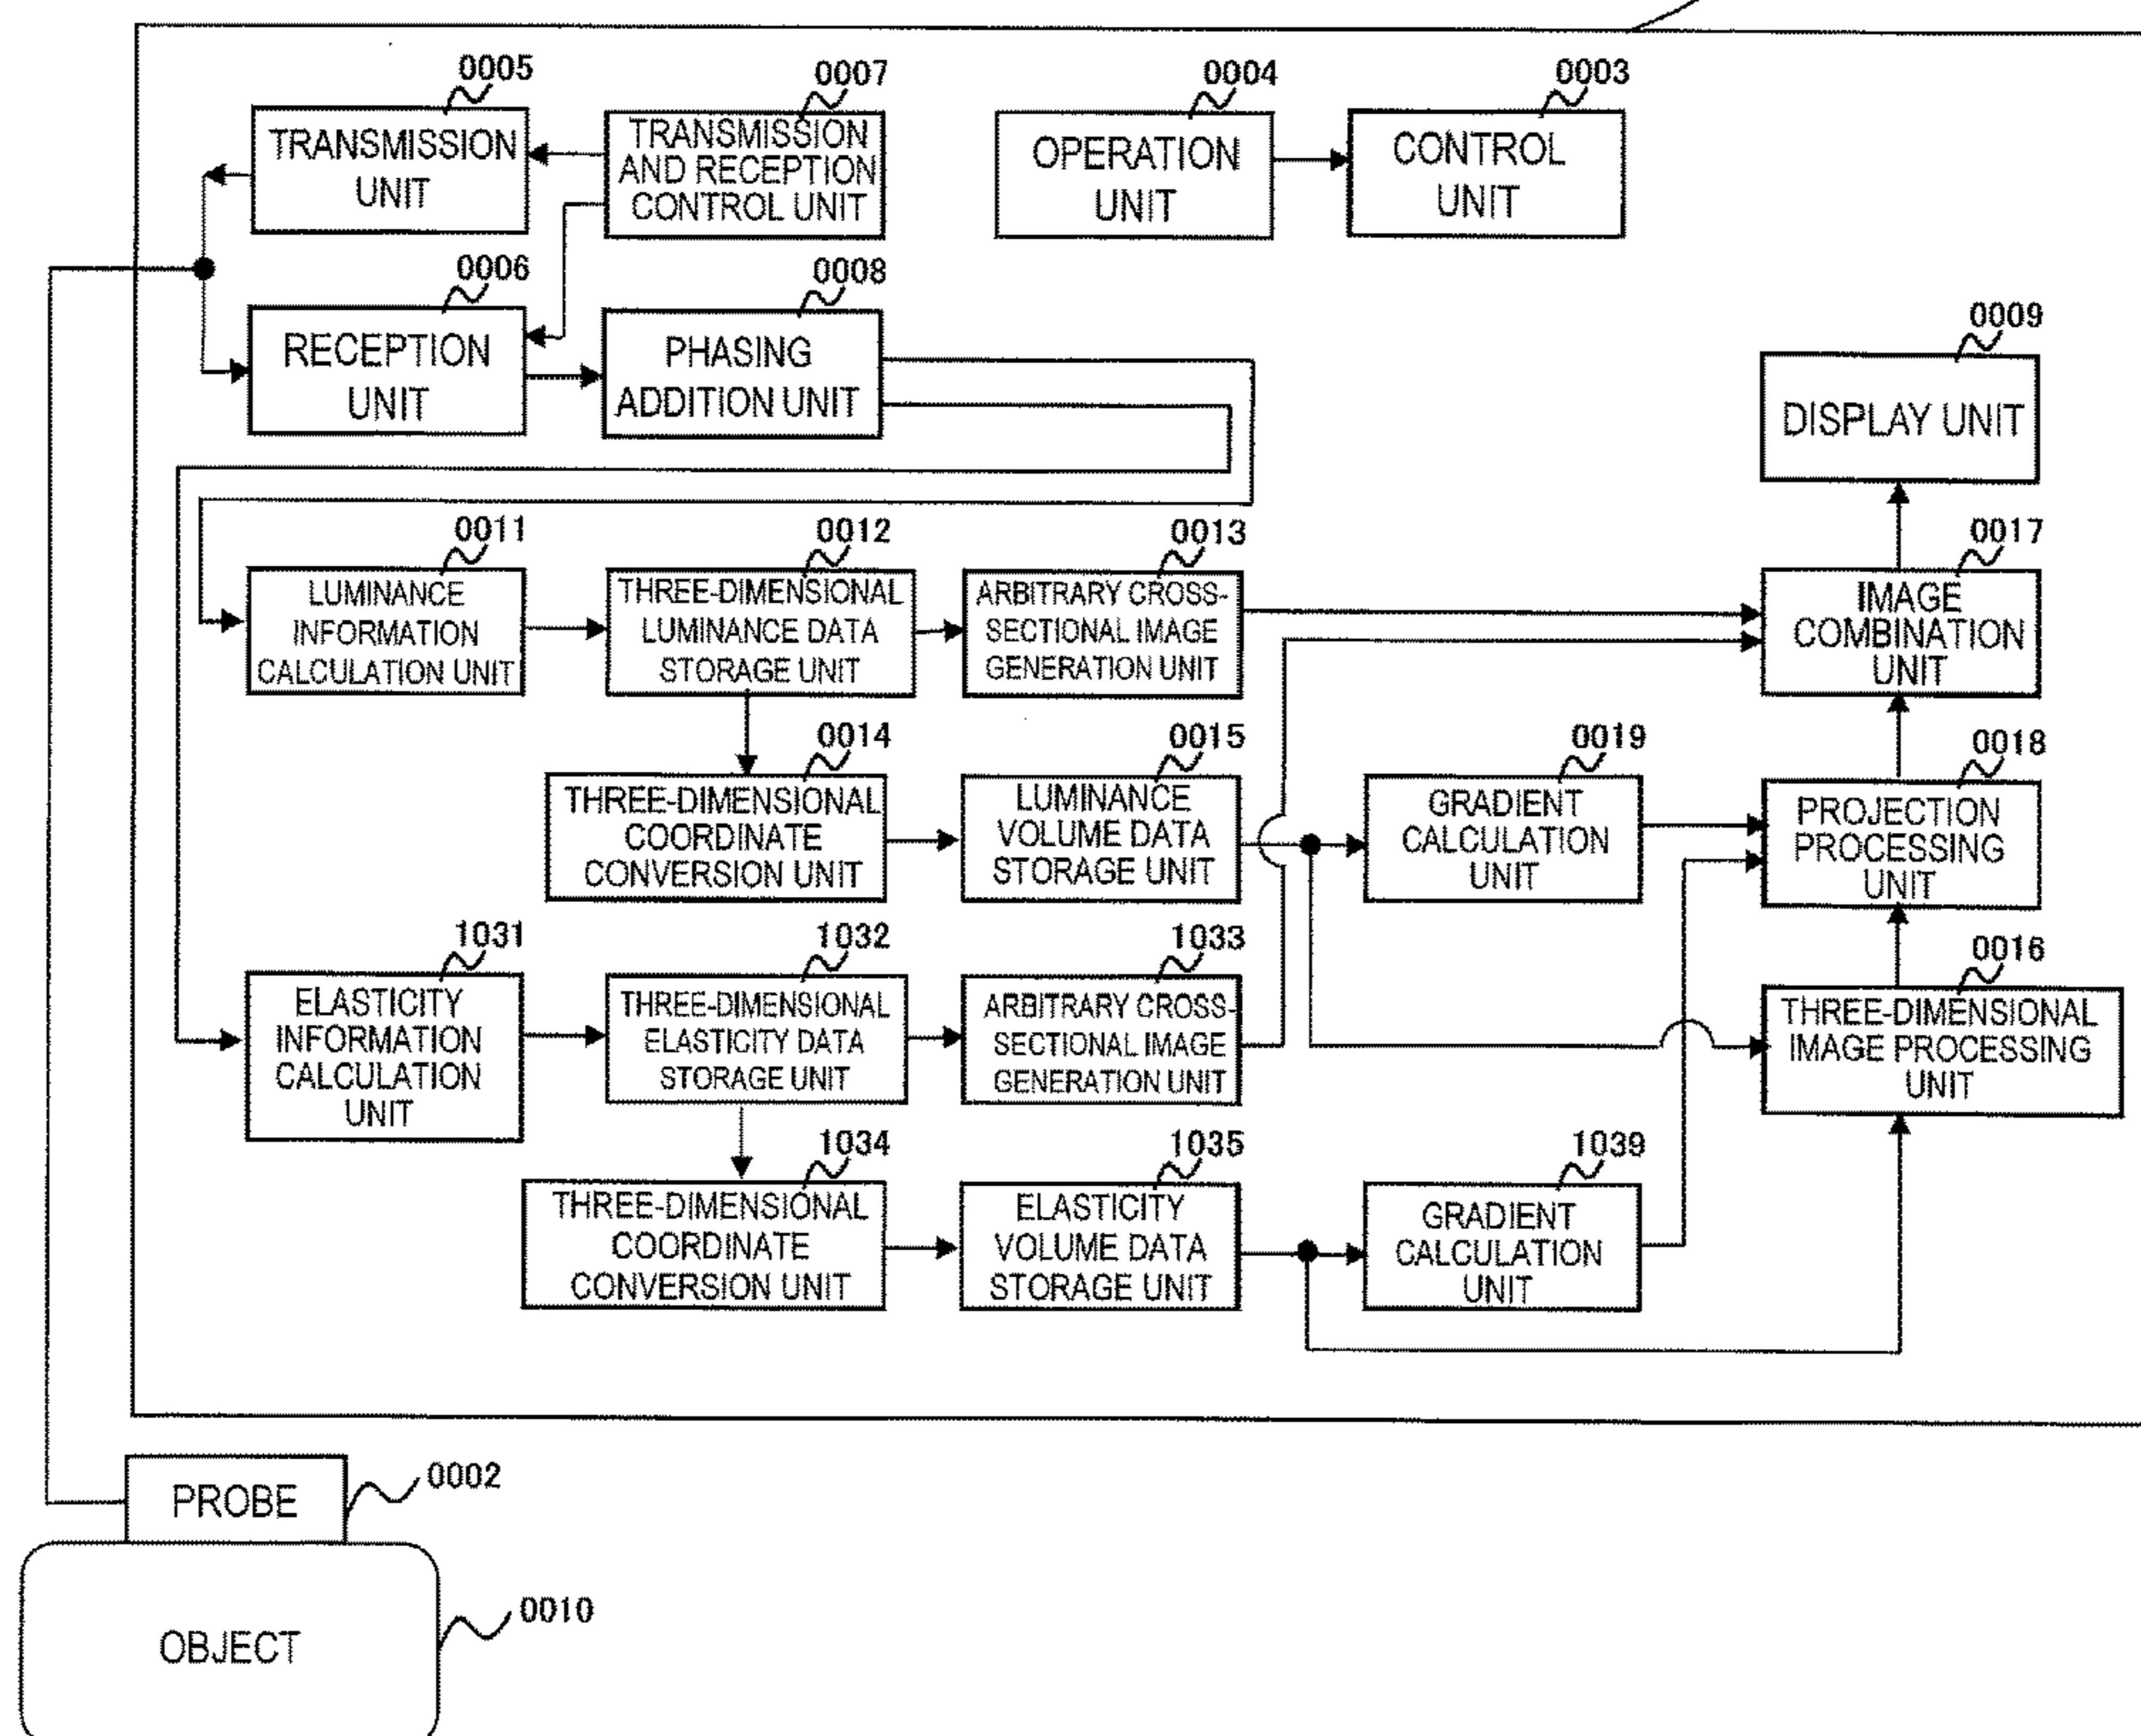 0005
TRANSMISSION
UNIT
0007
TRANSMISSION
AND RECEPTION
CONTROL UNIT
0004
OPERATION
UNIT
0003
CONTROL
UNIT
0006
RECEPTION
UNIT
0008
PHASING
ADDITION UNIT
0009
DISPLAY UNIT
0011
LUMINANCE
INFORMATION
CALCULATION UNIT
0012
THREE-DIMENSIONAL
LUMINANCE DATA
STORAGE UNIT
0013
ARBITRARY CROSS-
SECTIONAL IMAGE
GENERATION UNIT
0017
IMAGE
COMBINATION
UNIT
0014
THREE-DIMENSIONAL
COORDINATE
CONVERSION UNIT
0015
LUMINANCE
VOLUME DATA
STORAGE UNIT
0019
GRADIENT
CALCULATION
UNIT
0018
PROJECTION
PROCESSING
UNIT
1031
ELASTICITY
INFORMATION
CALCULATION
UNIT
1032
THREE-DIMENSIONAL
ELASTICITY DATA
STORAGE UNIT
1033
ARBITRARY CROSS-
SECTIONAL IMAGE
GENERATION UNIT
0016
THREE-DIMENSIONAL
IMAGE PROCESSING
UNIT
1034
THREE-DIMENSIONAL
COORDINATE
CONVERSION UNIT
1035
ELASTICITY
VOLUME DATA
STORAGE UNIT
1039
GRADIENT
CALCULATION
UNIT
PROBE
0002
OBJECT
0010